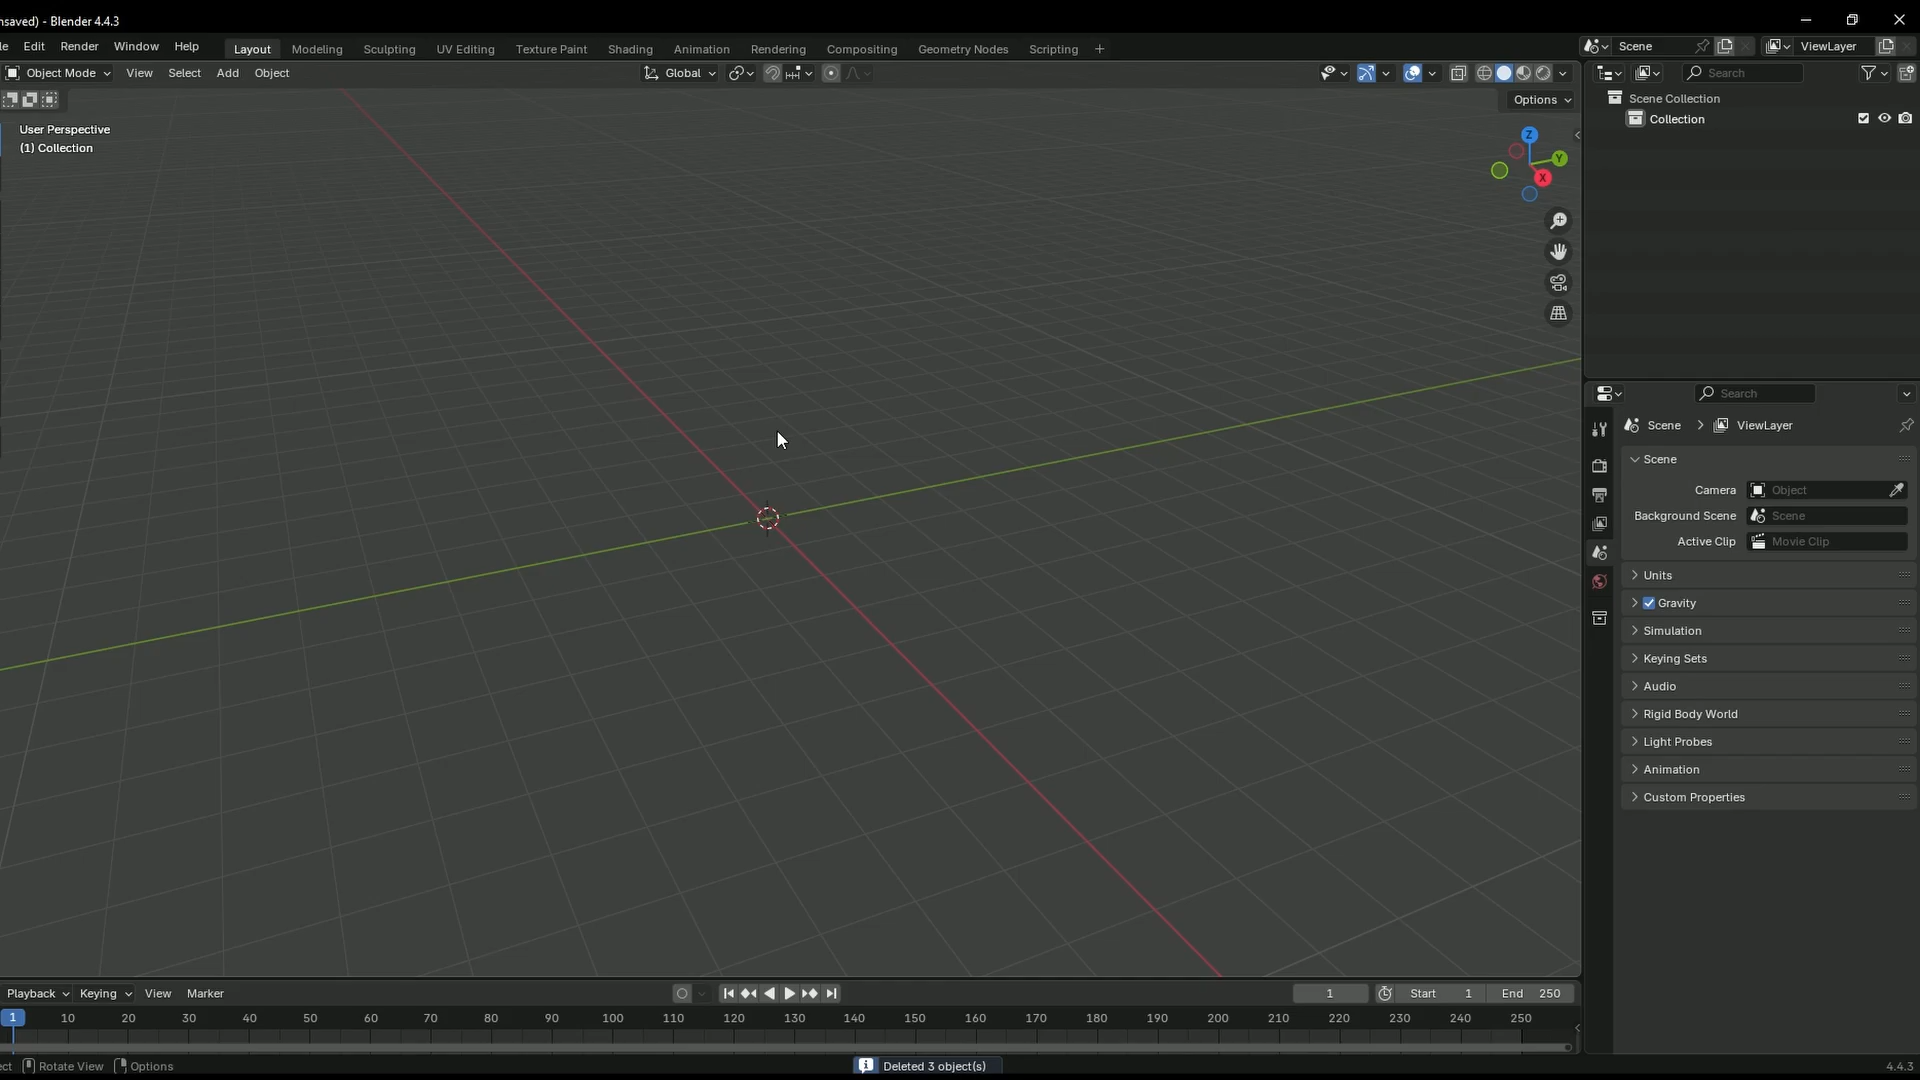 nsaved) - Blender 4.4.3
le Edit Render Window Help Layout Modeling Sculpting UV Editing Texture Paint Shading Animation Rendering Compositing Geometry Nodes Scripting + Scene ViewLayer
Object Mode View Select Add Object Global Search
Options
User Perspective
(1) Collection
Z
Y
X
Scene Collection
Collection
Search
Scene > ViewLayer
Scene
Camera Object
Background Scene Scene
Active Clip Movie Clip
Units
Gravity
Simulation
Keying Sets
Audio
Rigid Body World
Light Probes
Animation
Custom Properties
Playback Keying View Marker 1 Start 1 End 250
1 10 20 30 40 50 60 70 80 90 100 110 120 130 140 150 160 170 180 190 200 210 220 230 240 250
ect Rotate View Options Deleted 3 object(s) 4.4.3